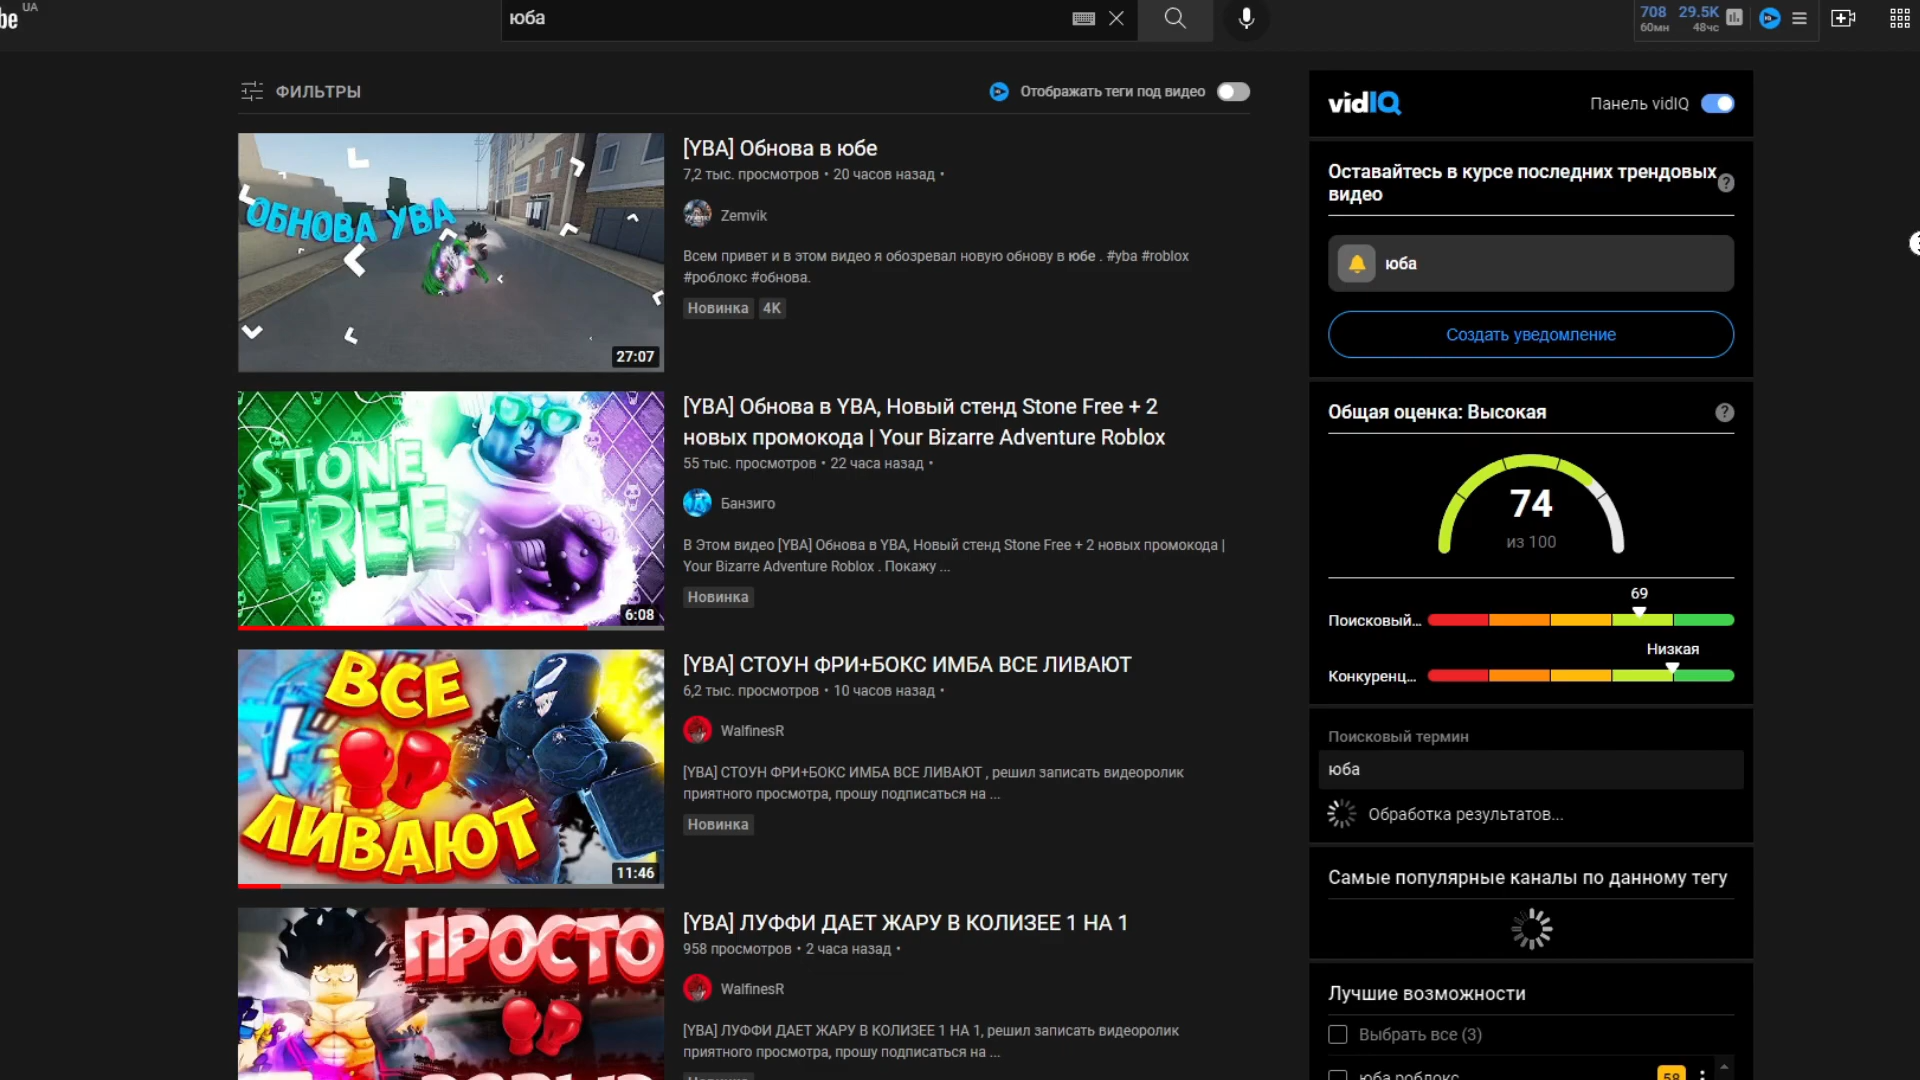 be UA
юба
708 29.5K
60мн 48чс
ФИЛЬТРЫ
Отображать теги под видео
ОБНОВА YBA
27:07
[YBA] Обнова в юбе
7,2 тыс. просмотров • 20 часов назад •
Zemvik
Всем привет и в этом видео я обозревал новую обнову в юбе . #yba #roblox
#роблокс #обнова.
Новинка 4K
STONE
FREE
6:08
[YBA] Обнова в YBA, Новый стенд Stone Free + 2
новых промокода | Your Bizarre Adventure Roblox
55 тыс. просмотров • 22 часа назад •
Банзиго
В Этом видео [YBA] Обнова в YBA, Новый стенд Stone Free + 2 новых промокода |
Your Bizarre Adventure Roblox . Покажу ...
Новинка
ВСЕ
ЛИВАЮТ
11:46
[YBA] СТОУН ФРИ+БОКС ИМБА ВСЕ ЛИВАЮТ
6,2 тыс. просмотров • 10 часов назад •
WalfinesR
[YBA] СТОУН ФРИ+БОКС ИМБА ВСЕ ЛИВАЮТ , решил записать видеоролик
приятного просмотра, прошу подписаться на ...
Новинка
ПРОСТО
[YBA] ЛУФФИ ДАЕТ ЖАРУ В КОЛИЗЕЕ 1 НА 1
958 просмотров • 2 часа назад •
WalfinesR
[YBA] ЛУФФИ ДАЕТ ЖАРУ В КОЛИЗЕЕ 1 НА 1, решил записать видеоролик
приятного просмотра, прошу подписаться на ...
Новинка
vidIQ
Панель vidIQ
Оставайтесь в курсе последних трендовых
видео
юба
Создать уведомление
Общая оценка: Высокая
74
из 100
69
Поисковый...
Низкая
Конкуренц...
Поисковый термин
юба
Обработка результатов...
Самые популярные каналы по данному тегу
Лучшие возможности
Выбрать все (3)
юба роблокс 58